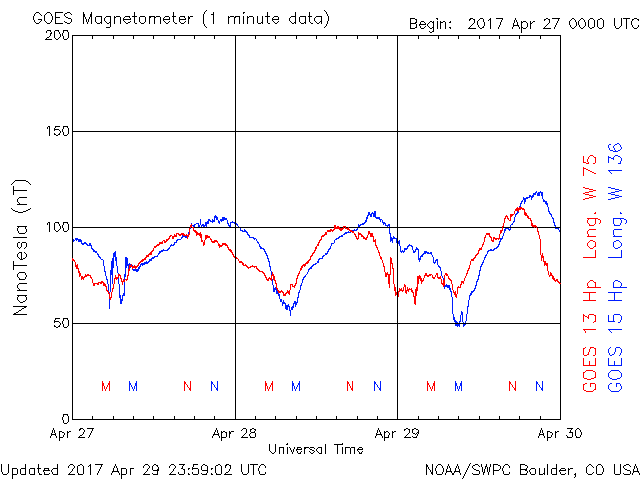 GOES Magnetometer (1 minute data)
Begin: 2017 Apr 27 0000 UTC
200
150
100
50
0
NanoTesla (nT)
M M N N M M N N M M N N
Apr 27 Apr 28 Apr 29 Apr 30
Universal Time
Updated 2017 Apr 29 23:59:02 UTC
NOAA/SWPC Boulder, CO USA
GOES 13 Hp Long. W 75
GOES 15 Hp Long. W 136